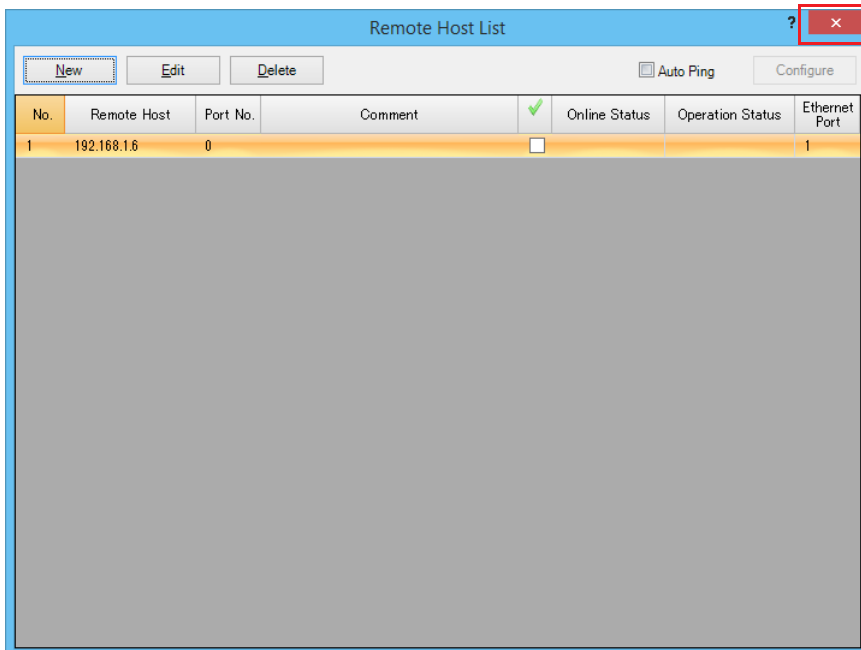 Remote Host List ?
New Edit Delete Auto Ping Configure
No. Remote Host Port No. Comment Online Status Operation Status Ethernet Port
1 192.168.1.6 0 1